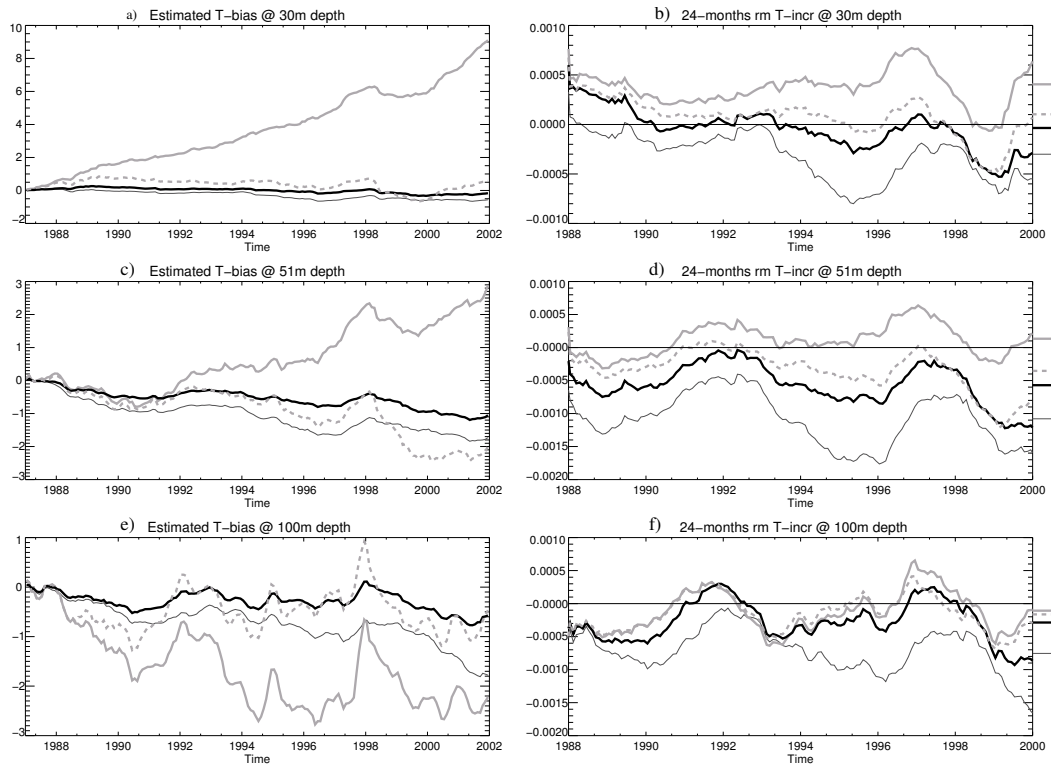 a) Estimated T−bias @ 30m depth
10
8
6
4
2
0
−2
1988 1990 1992 1994 1996 1998 2000 2002
Time
b) 24−months rm T−incr @ 30m depth
0.0010
0.0005
0.0000
−0.0005
−0.0010
1988 1990 1992 1994 1996 1998 2000
Time
c) Estimated T−bias @ 51m depth
3
2
1
0
−1
−2
−3
1988 1990 1992 1994 1996 1998 2000 2002
Time
d) 24−months rm T−incr @ 51m depth
0.0010
0.0005
−0.0000
−0.0005
−0.0010
−0.0015
−0.0020
1988 1990 1992 1994 1996 1998 2000
Time
e) Estimated T−bias @ 100m depth
1
0
−1
−2
−3
1988 1990 1992 1994 1996 1998 2000 2002
Time
f) 24−months rm T−incr @ 100m depth
0.0010
0.0005
−0.0000
−0.0005
−0.0010
−0.0015
−0.0020
1988 1990 1992 1994 1996 1998 2000
Time